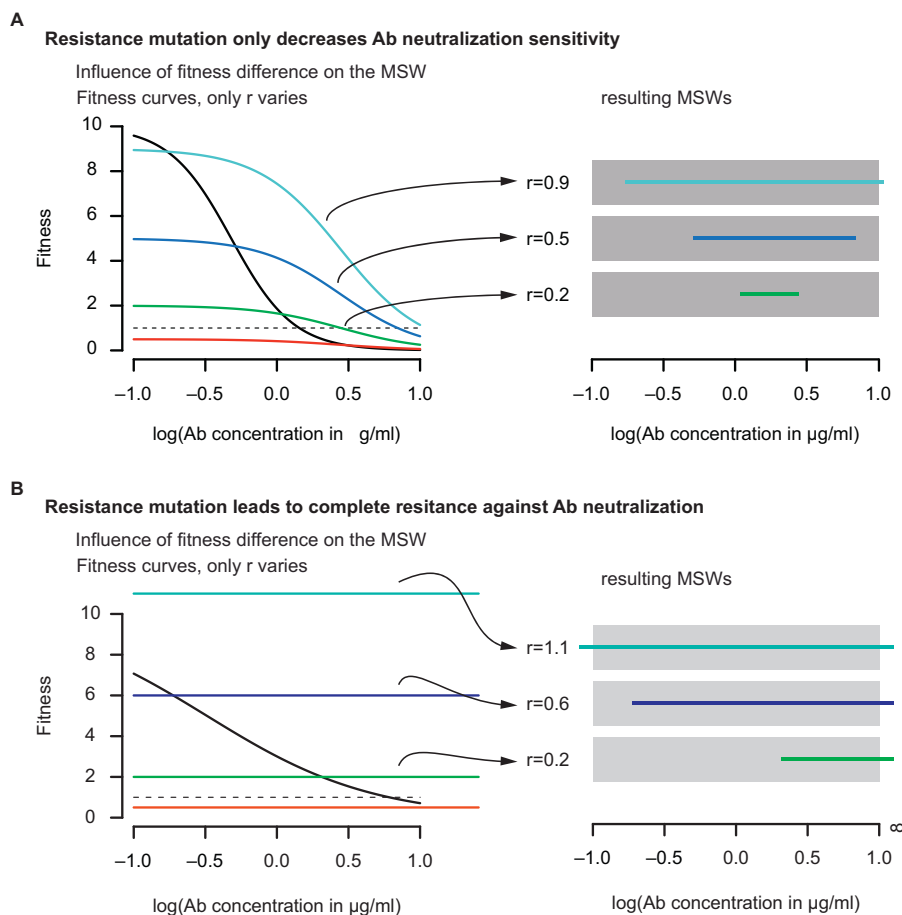 A
Resistance mutation only decreases Ab neutralization sensitivity
Influence of fitness difference on the MSW
Fitness curves, only r varies
resulting MSWs
Fitness
10
8
6
4
2
0
–1.0 –0.5 0.0 0.5 1.0
log(Ab concentration in g/ml)
r=0.9
r=0.5
r=0.2
–1.0 –0.5 0.0 0.5 1.0
log(Ab concentration in µg/ml)
B
Resistance mutation leads to complete resitance against Ab neutralization
Influence of fitness difference on the MSW
Fitness curves, only r varies
resulting MSWs
Fitness
10
8
6
4
2
0
–1.0 –0.5 0.0 0.5 1.0
log(Ab concentration in µg/ml)
r=1.1
r=0.6
r=0.2
–1.0 –0.5 0.0 0.5 1.0 ∞
log(Ab concentration in µg/ml)